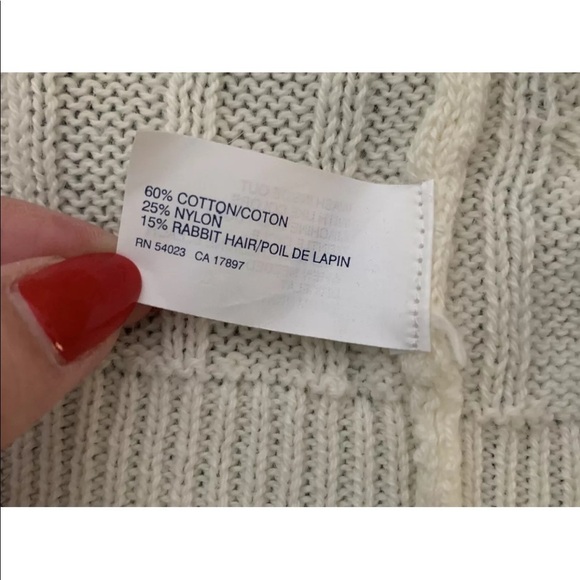 60% COTTON/COTON
25% NYLON
15% RABBIT HAIR/POIL DE LAPIN
RN 54023 CA 17897